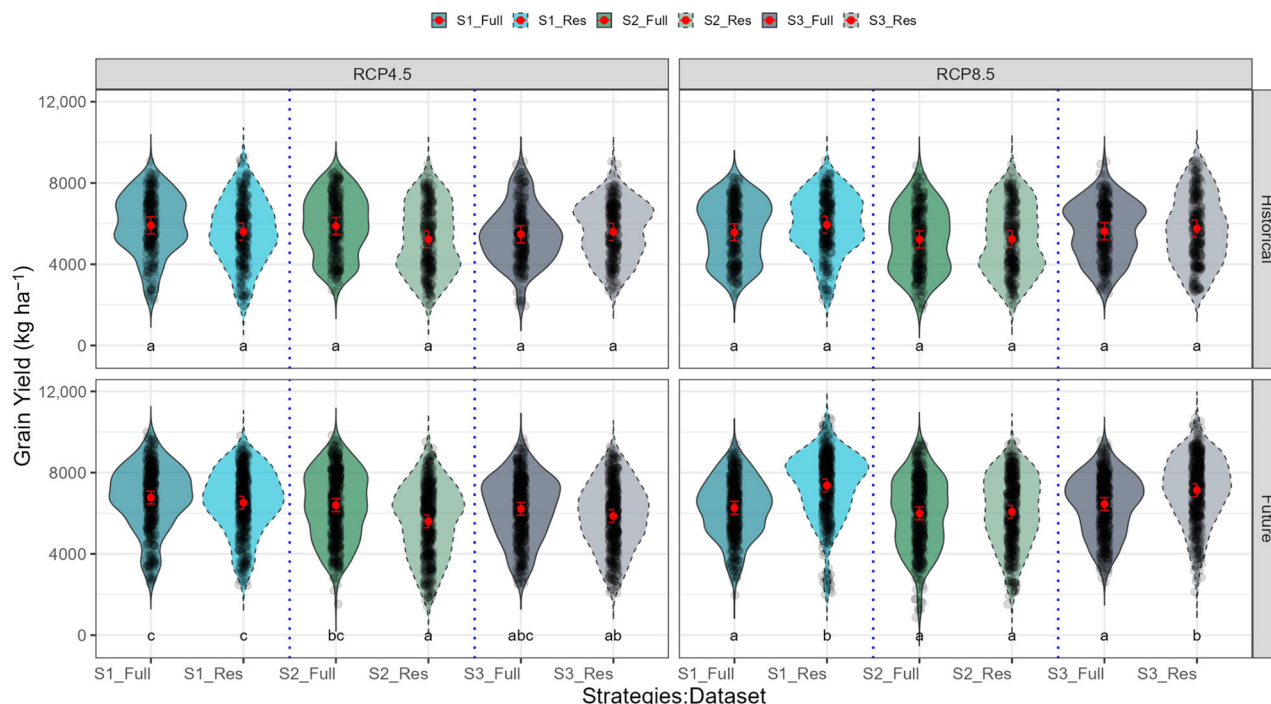 S1_Full S1_Res S2_Full S2_Res S3_Full S3_Res
RCP4.5 RCP8.5
12,000
8000
4000
0
a a a a a a a a a a a a
Historical
12,000
8000
4000
0
c c bc a abc ab a b a a a b
Future
Grain Yield (kg ha⁻¹)
S1_Full S1_Res S2_Full S2_Res S3_Full S3_Res S1_Full S1_Res S2_Full S2_Res S3_Full S3_Res
Strategies:Dataset